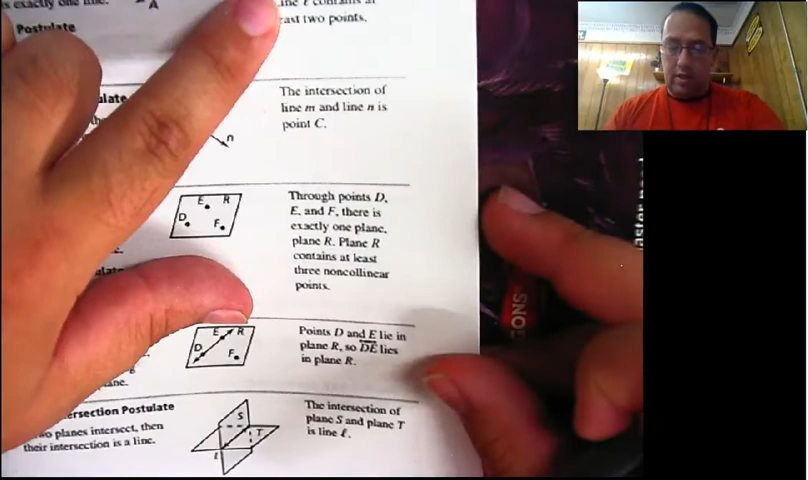 is exactly one line.
A
line ℓ contains at
least two points.
Postulate
The intersection of
line m and line n is
point C.
n
E R
D
F
Through points D,
E, and F, there is
exactly one plane,
plane R. Plane R
contains at least
three noncollinear
points.
E R
D
F
Points D and E lie in
plane R, so DE lies
in plane R.
ersection Postulate
wo planes intersect, then
their intersection is a line.
S
T
ℓ
The intersection of
plane S and plane T
is line ℓ.